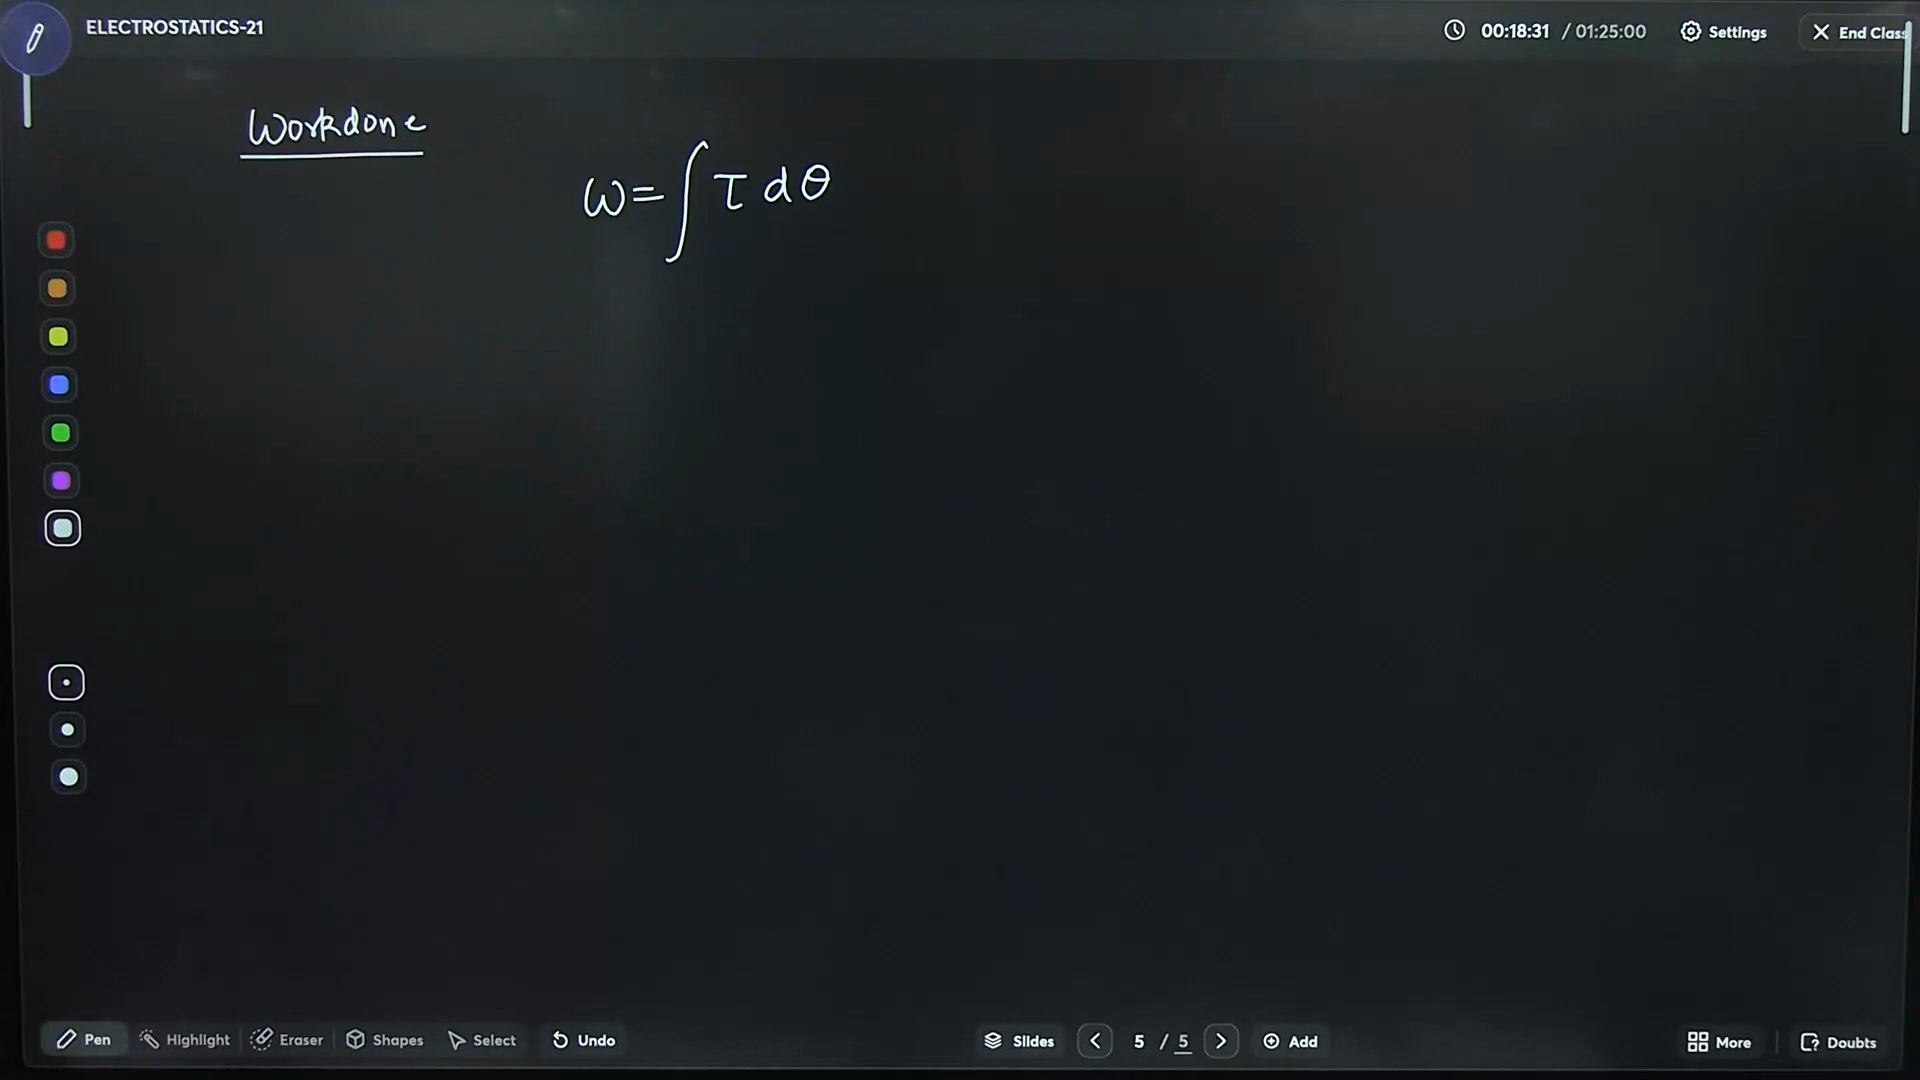 ELECTROSTATICS-21
00:18:31 / 01:25:00
Settings
End Class
Workdone
W=∫τ dθ
Pen
Highlight
Eraser
Shapes
Select
Undo
Slides
5 / 5
Add
More
Doubts